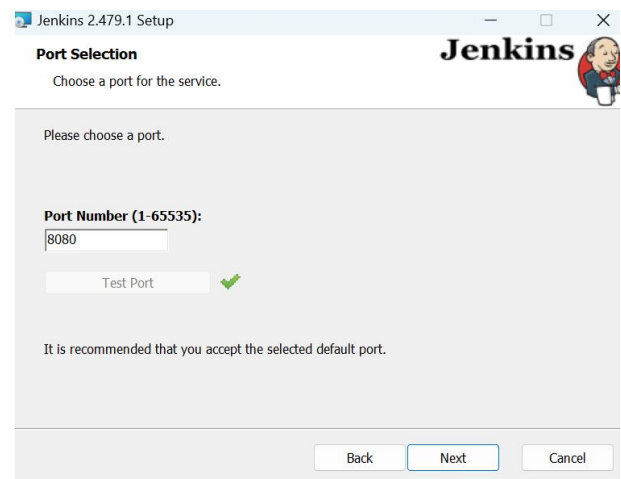 Jenkins 2.479.1 Setup
Port Selection
Jenkins
Choose a port for the service.
Please choose a port.
Port Number (1-65535):
8080
Test Port
It is recommended that you accept the selected default port.
Back
Next
Cancel